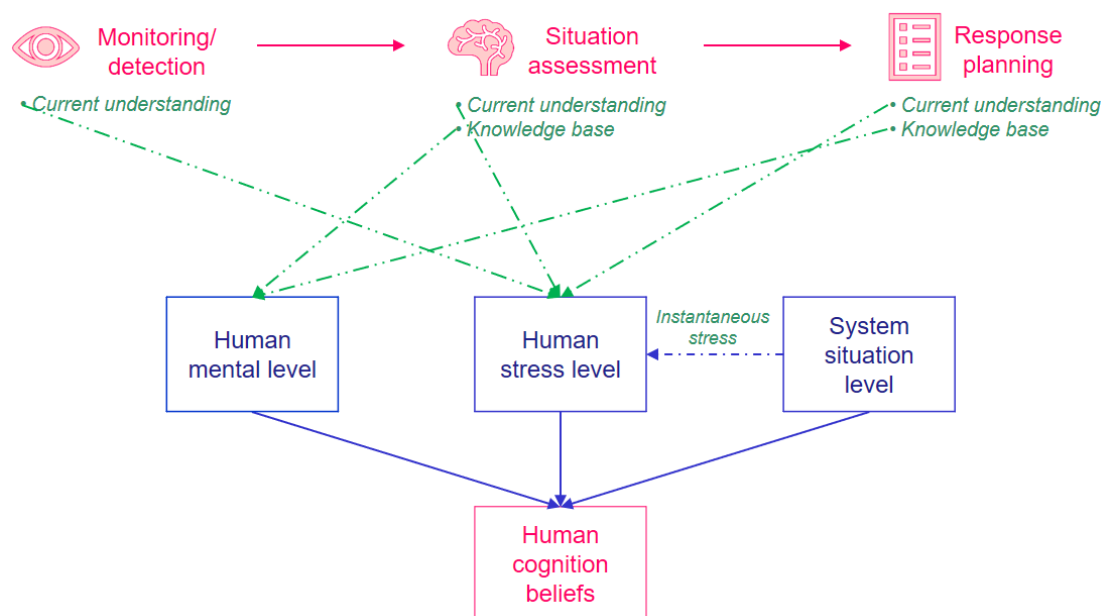 Monitoring/
detection
Situation
assessment
Response
planning
• Current understanding
• Current understanding
• Knowledge base
• Current understanding
• Knowledge base
Human
mental level
Human
stress level
Instantaneous
stress
System
situation
level
Human
cognition
beliefs